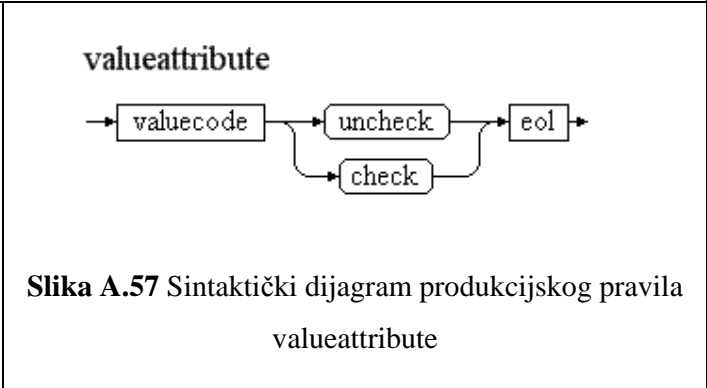 valueattribute
valuecode uncheck eol
check
Slika A.57 Sintaktički dijagram produkcijskog pravila
valueattribute